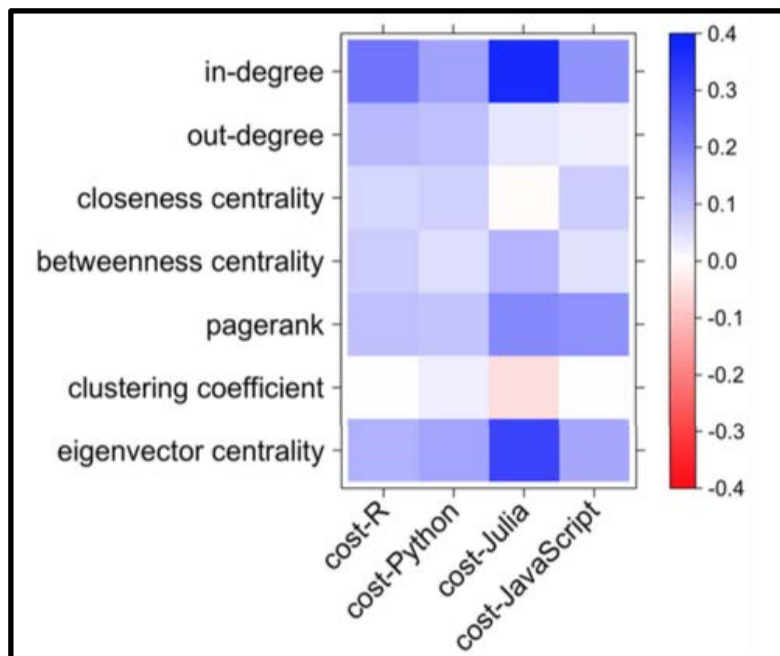 in-degree
out-degree
closeness centrality
betweenness centrality
pagerank
clustering coefficient
eigenvector centrality
cost-R
cost-Python
cost-Julia
cost-JavaScript
0.4
0.3
0.2
0.1
0.0
-0.1
-0.2
-0.3
-0.4